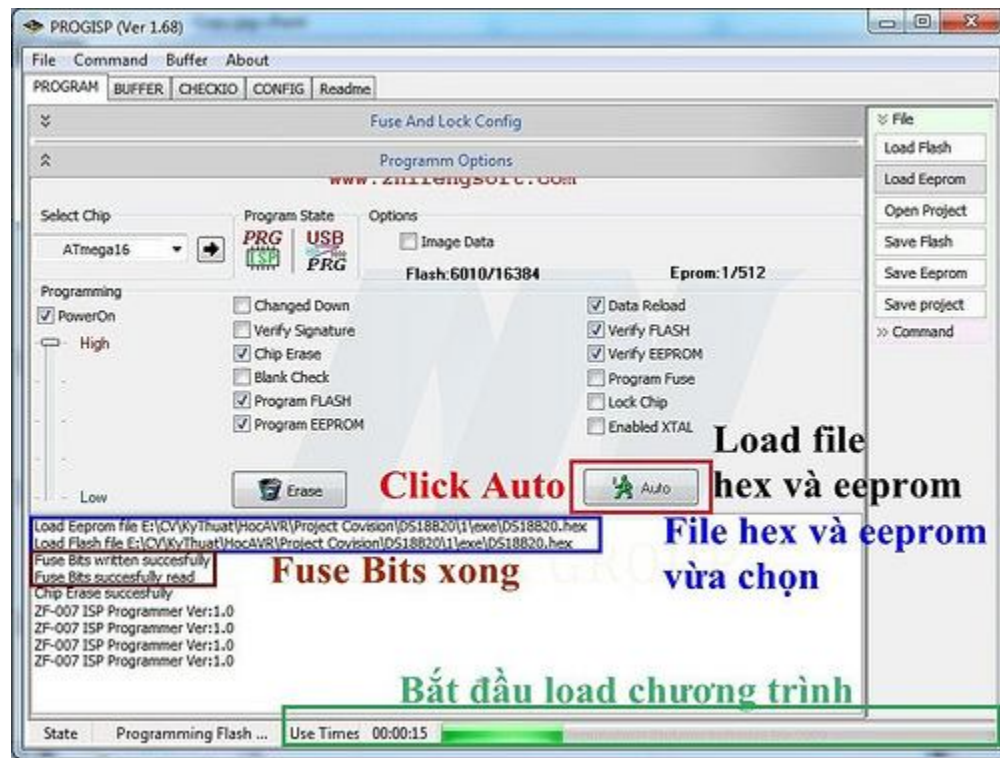 PROGISP (Ver 1.68)
File Command Buffer About
PROGRAM BUFFER CHECKIO CONFIG Readme
Fuse And Lock Config
Programm Options
www.zhifengsoft.com
Select Chip
ATmega16
Program State
PRG ISP
USB PRG
Options
Image Data
Flash:6010/16384
Eprom:1/512
Programming
PowerOn
High
Low
Changed Down
Verify Signature
Chip Erase
Blank Check
Program FLASH
Program EEPROM
Data Reload
Verify FLASH
Verify EEPROM
Program Fuse
Lock Chip
Enabled XTAL
Erase
Click Auto
Auto
Load file
hex và eeprom
File hex và eeprom
vừa chọn
Load Eeprom file E:\CV\KyThuat\HocAVR\Project Covision\DS18B20\1\exe\DS18B20.hex
Load Flash file E:\CV\KyThuat\HocAVR\Project Covision\DS18B20\1\exe\DS18B20.hex
Fuse Bits written succesfully
Fuse Bits succesfully read
Fuse Bits xong
Chip Erase succesfully
ZF-007 ISP Programmer Ver:1.0
ZF-007 ISP Programmer Ver:1.0
ZF-007 ISP Programmer Ver:1.0
ZF-007 ISP Programmer Ver:1.0
Bắt đầu load chương trình
State Programming Flash ... Use Times 00:00:15
File
Load Flash
Load Eeprom
Open Project
Save Flash
Save Eeprom
Save project
Command